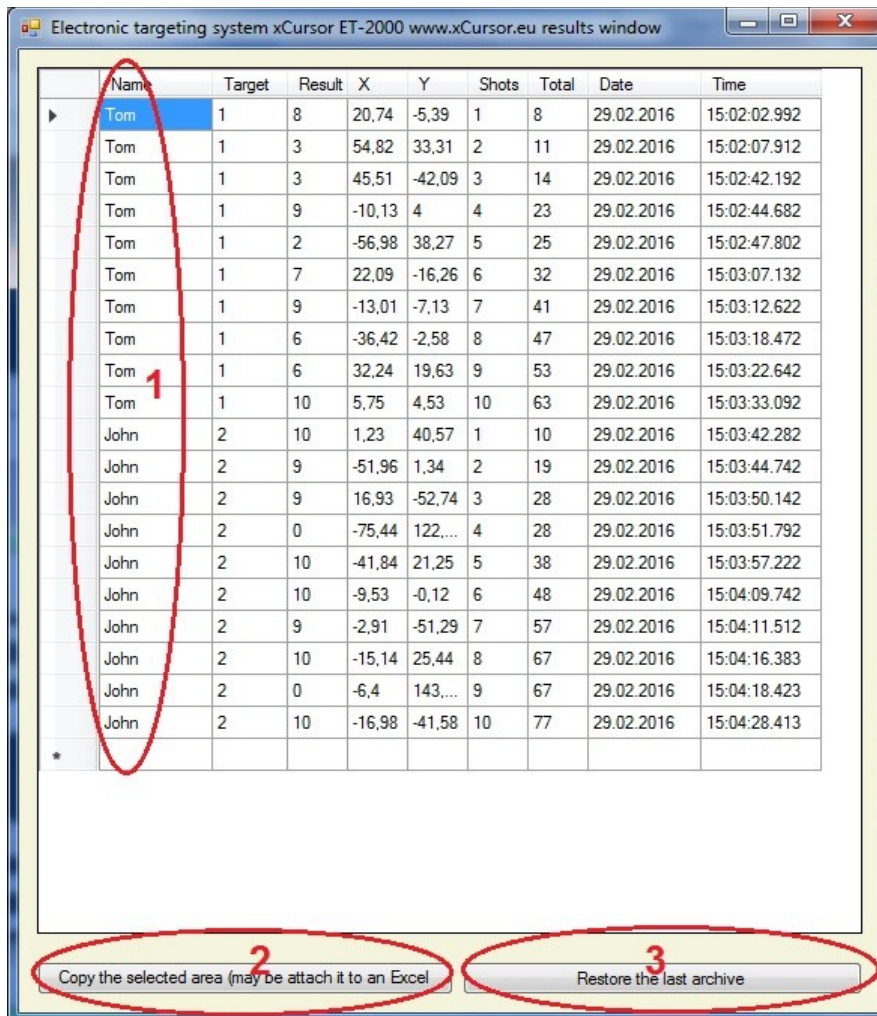 Electronic targeting system xCursor ET-2000 www.xCursor.eu results window
Name Target Result X Y Shots Total Date Time
Tom 1 8 20,74 -5,39 1 8 29.02.2016 15:02:02.992
Tom 1 3 54,82 33,31 2 11 29.02.2016 15:02:07.912
Tom 1 3 45,51 -42,09 3 14 29.02.2016 15:02:42.192
Tom 1 9 -10,13 4 4 23 29.02.2016 15:02:44.682
Tom 1 2 -56,98 38,27 5 25 29.02.2016 15:02:47.802
Tom 1 7 22,09 -16,26 6 32 29.02.2016 15:03:07.132
Tom 1 9 -13,01 -7,13 7 41 29.02.2016 15:03:12.622
Tom 1 6 -36,42 -2,58 8 47 29.02.2016 15:03:18.472
Tom 1 6 32,24 19,63 9 53 29.02.2016 15:03:22.642
1
Tom 1 10 5,75 4,53 10 63 29.02.2016 15:03:33.092
John 2 10 1,23 40,57 1 10 29.02.2016 15:03:42.282
John 2 9 -51,96 1,34 2 19 29.02.2016 15:03:44.742
John 2 9 16,93 -52,74 3 28 29.02.2016 15:03:50.142
John 2 0 -75,44 122,... 4 28 29.02.2016 15:03:51.792
John 2 10 -41,84 21,25 5 38 29.02.2016 15:03:57.222
John 2 10 -9,53 -0,12 6 48 29.02.2016 15:04:09.742
John 2 9 -2,91 -51,29 7 57 29.02.2016 15:04:11.512
John 2 10 -15,14 25,44 8 67 29.02.2016 15:04:16.383
John 2 0 -6,4 143,... 9 67 29.02.2016 15:04:18.423
John 2 10 -16,98 -41,58 10 77 29.02.2016 15:04:28.413
2 3
Copy the selected area (may be attach it to an Excel Restore the last archive